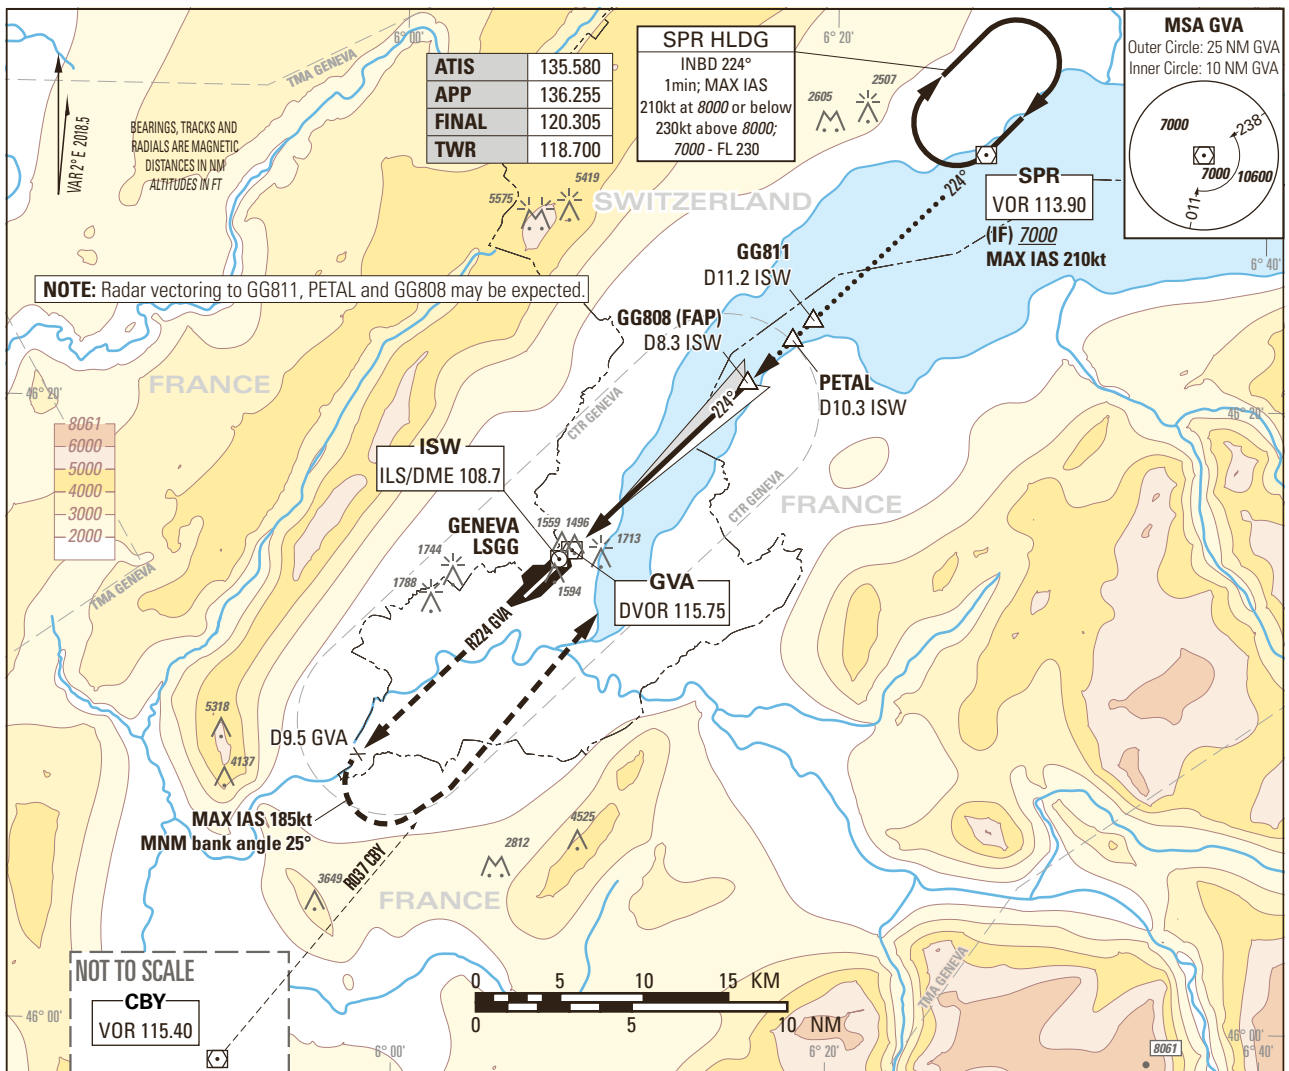 6° 00'
6° 20'
TMA GENEVA
VAR 2° E 2018.5
BEARINGS, TRACKS AND
RADIALS ARE MAGNETIC
DISTANCES IN NM
ALTITUDES IN FT
ATIS 135.580
APP 136.255
FINAL 120.305
TWR 118.700
SPR HLDG
INBD 224°
1min; MAX IAS
210kt at 8000 or below
230kt above 8000;
7000 - FL 230
2605
2507
MSA GVA
Outer Circle: 25 NM GVA
Inner Circle: 10 NM GVA
7000
238
7000
10600
011
5575
5419
SWITZERLAND
224°
SPR
VOR 113.90
(IF) 7000
MAX IAS 210kt
6° 40'
GG811
D11.2 ISW
NOTE: Radar vectoring to GG811, PETAL and GG808 may be expected.
GG808 (FAP)
D8.3 ISW
PETAL
D10.3 ISW
FRANCE
46° 20'
46° 20'
8061
6000
5000
4000
3000
2000
CTR GENEVA
224°
ISW
ILS/DME 108.7
CTR GENEVA
FRANCE
GENEVA
LSGG
1559
1496
1713
1744
1788
1594
GVA
DVOR 115.75
TMA GENEVA
R224 GVA
5318
4137
D9.5 GVA
MAX IAS 185kt
MNM bank angle 25°
R037 CBY
4525
2812
3649
FRANCE
TMA GENEVA
NOT TO SCALE
CBY
VOR 115.40
0 5 10 15 KM
0 5 10 NM
46° 00'
46° 00'
6° 00'
6° 20'
8061
6° 40'